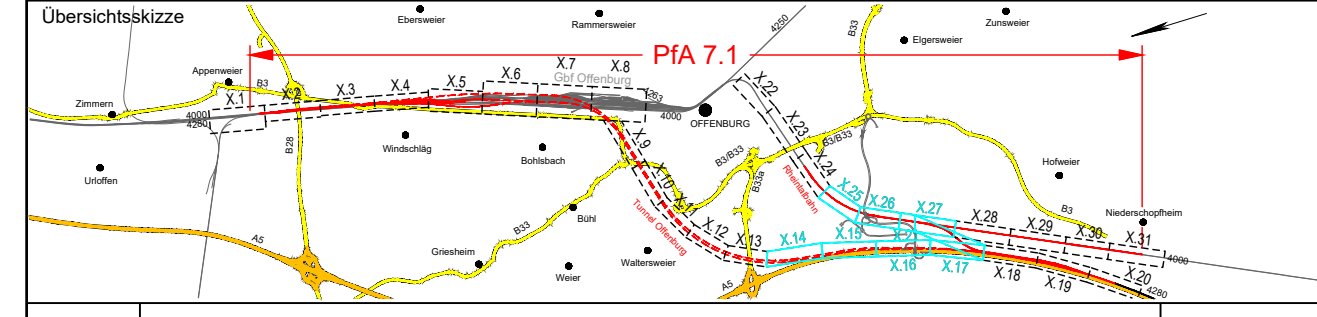 Übersichtsskizze
Ebersweier
Rammersweier
4250
B33
Zunsweier
Elgersweier
PfA 7.1
Appenweier
B3
Zimmern
X.1
X.2
X.3
X.4
X.5
X.6
X.7
X.8
Gbf Offenburg
4263
4000
4280
4000
OFFENBURG
X.22
X.23
X.24
B28
Windschläg
Bohlsbach
Urloffen
X.9
X.10
X.11
X.12
X.13
Tunnel Offenburg
B3/B33
B33a
B3/B33
Rheintalbahn
Hofweier
B3
Niederschopfheim
X.25
X.26
X.27
X.28
X.29
X.30
X.31
4000
Bühl
B33
Griesheim
Weier
Waltersweier
A5
A5
X.14
X.15
X.21
X.16
X.17
X.18
X.19
X.20
4280